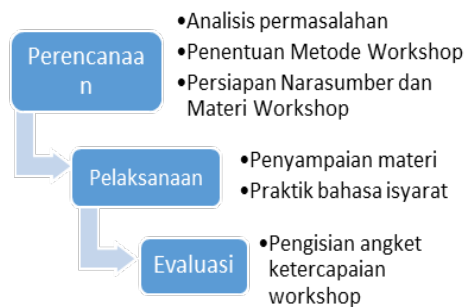 Perencanaa
n
•Analisis permasalahan
•Penentuan Metode Workshop
•Persiapan Narasumber dan
Materi Workshop
Pelaksanaan
•Penyampaian materi
•Praktik bahasa isyarat
Evaluasi
•Pengisian angket
ketercapaian
workshop